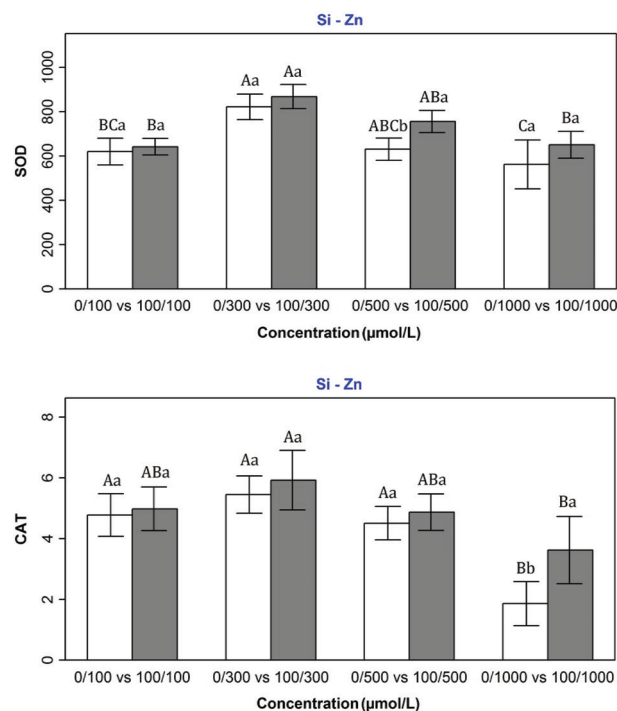 Si - Zn
SOD
1000
800
600
400
200
0
BCa
Ba
Aa
Aa
ABCb
ABa
Ca
Ba
0/100 vs 100/100
0/300 vs 100/300
0/500 vs 100/500
0/1000 vs 100/1000
Concentration (µmol/L)
Si - Zn
CAT
8
6
4
2
0
Aa
ABa
Aa
Aa
Aa
ABa
Bb
Ba
0/100 vs 100/100
0/300 vs 100/300
0/500 vs 100/500
0/1000 vs 100/1000
Concentration (µmol/L)